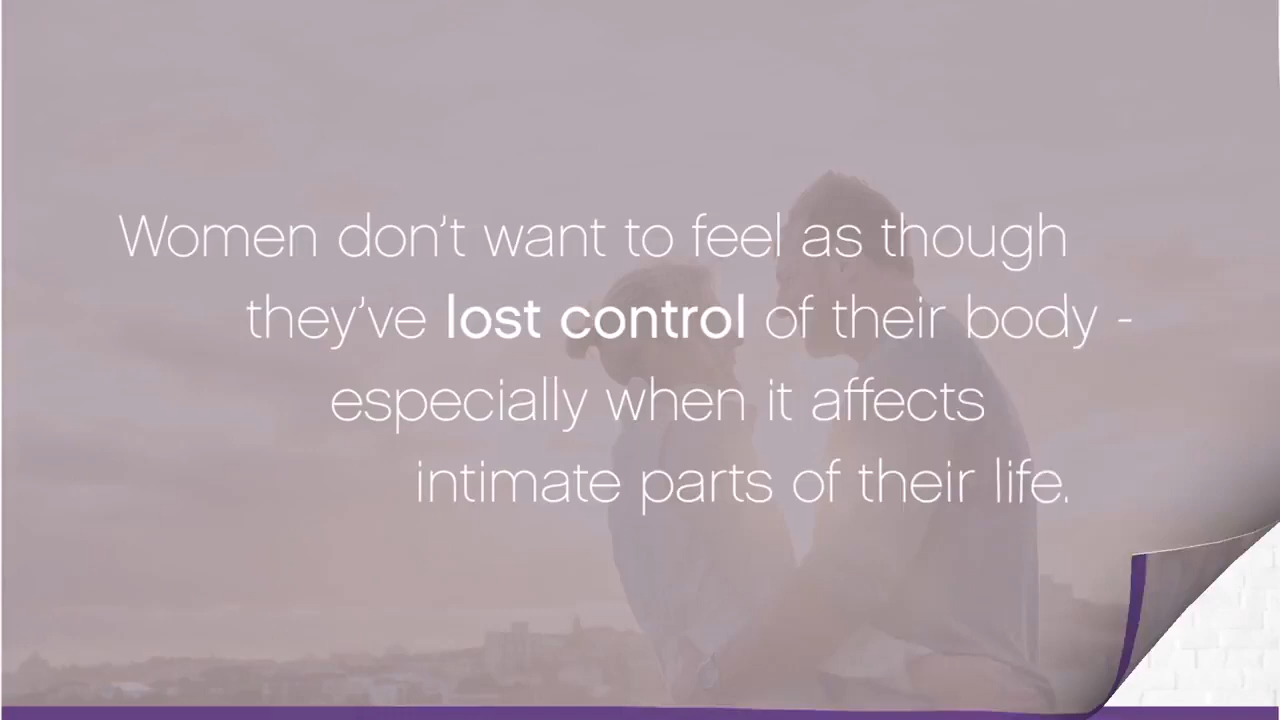 Women don't want to feel as though
they've lost control of their body -
especially when it affects
intimate parts of their life.